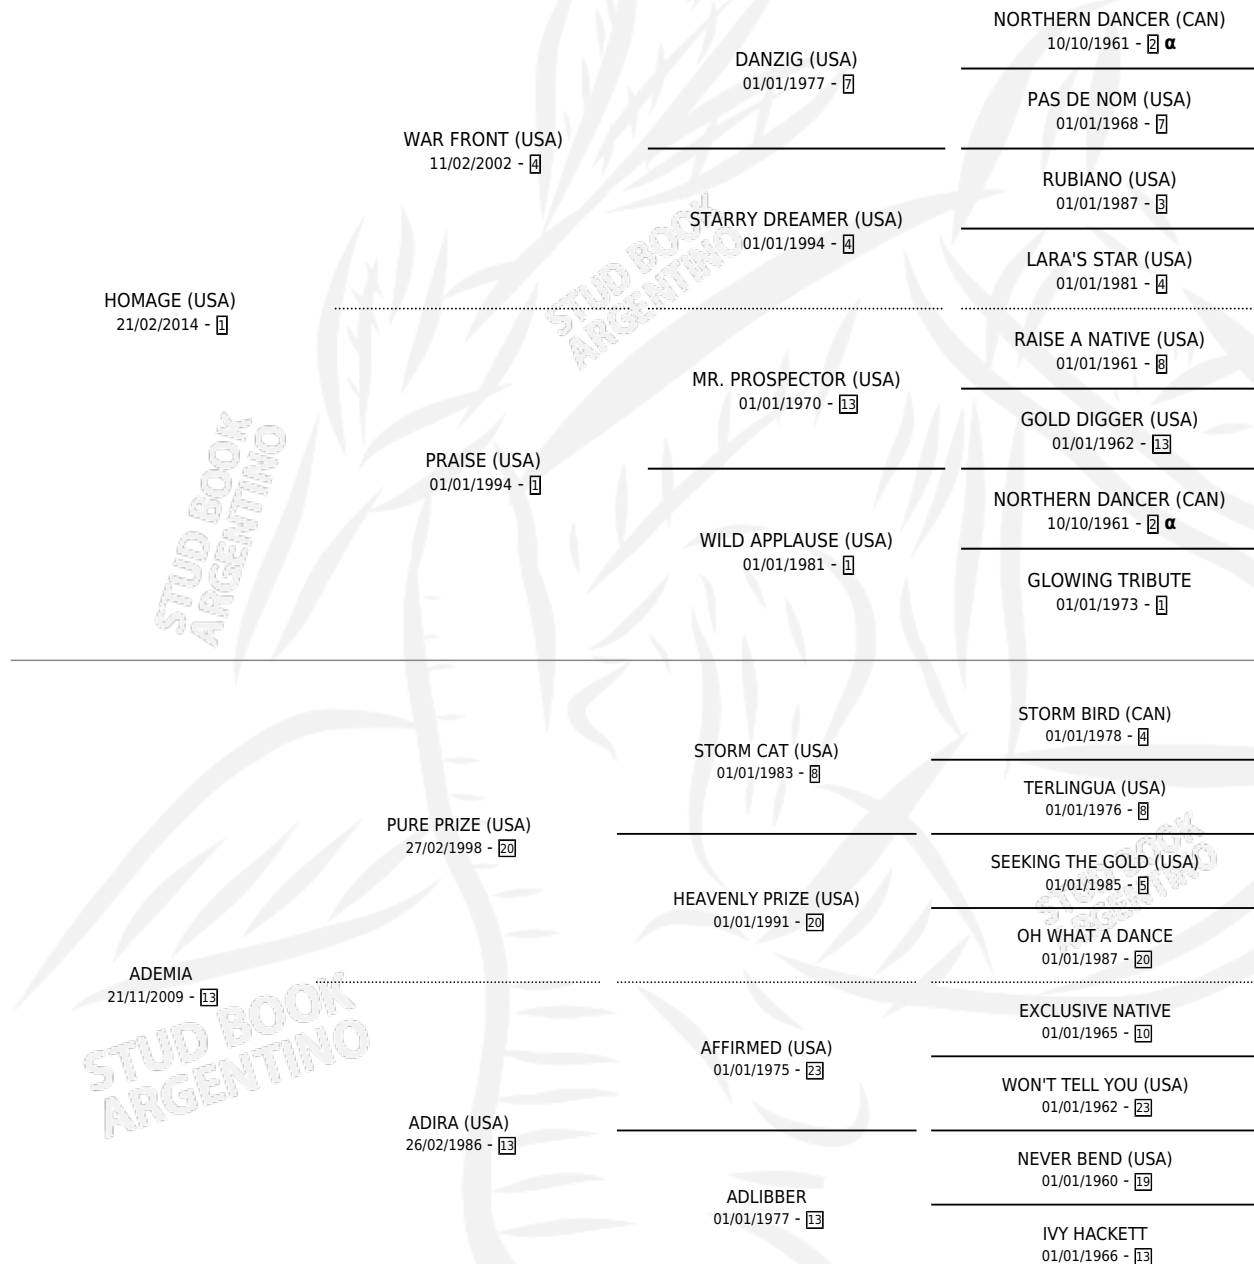 NORTHERN DANCER (CAN)
10/10/1961 - 2 α
DANZIG (USA)
01/01/1977 - 7
PAS DE NOM (USA)
01/01/1968 - 7
WAR FRONT (USA)
11/02/2002 - 4
RUBIANO (USA)
01/01/1987 - 3
STARRY DREAMER (USA)
01/01/1994 - 4
LARA'S STAR (USA)
01/01/1981 - 4
HOMAGE (USA)
21/02/2014 - 1
RAISE A NATIVE (USA)
01/01/1961 - 8
MR. PROSPECTOR (USA)
01/01/1970 - 13
GOLD DIGGER (USA)
01/01/1962 - 13
PRAISE (USA)
01/01/1994 - 1
NORTHERN DANCER (CAN)
10/10/1961 - 2 α
WILD APPLAUSE (USA)
01/01/1981 - 1
GLOWING TRIBUTE
01/01/1973 - 1
STORM BIRD (CAN)
01/01/1978 - 4
STORM CAT (USA)
01/01/1983 - 8
TERLINGUA (USA)
01/01/1976 - 8
PURE PRIZE (USA)
27/02/1998 - 20
SEEKING THE GOLD (USA)
01/01/1985 - 5
HEAVENLY PRIZE (USA)
01/01/1991 - 20
OH WHAT A DANCE
01/01/1987 - 20
ADEMIA
21/11/2009 - 13
EXCLUSIVE NATIVE
01/01/1965 - 10
AFFIRMED (USA)
01/01/1975 - 23
WON'T TELL YOU (USA)
01/01/1962 - 23
ADIRA (USA)
26/02/1986 - 13
NEVER BEND (USA)
01/01/1960 - 19
ADLIBBER
01/01/1977 - 13
IVY HACKETT
01/01/1966 - 13
STUD BOOK
ARGENTINO
STUD BOOK
ARGENTINO
STUD BOOK
ARGENTINO
STUD BOOK
ARGENTINO